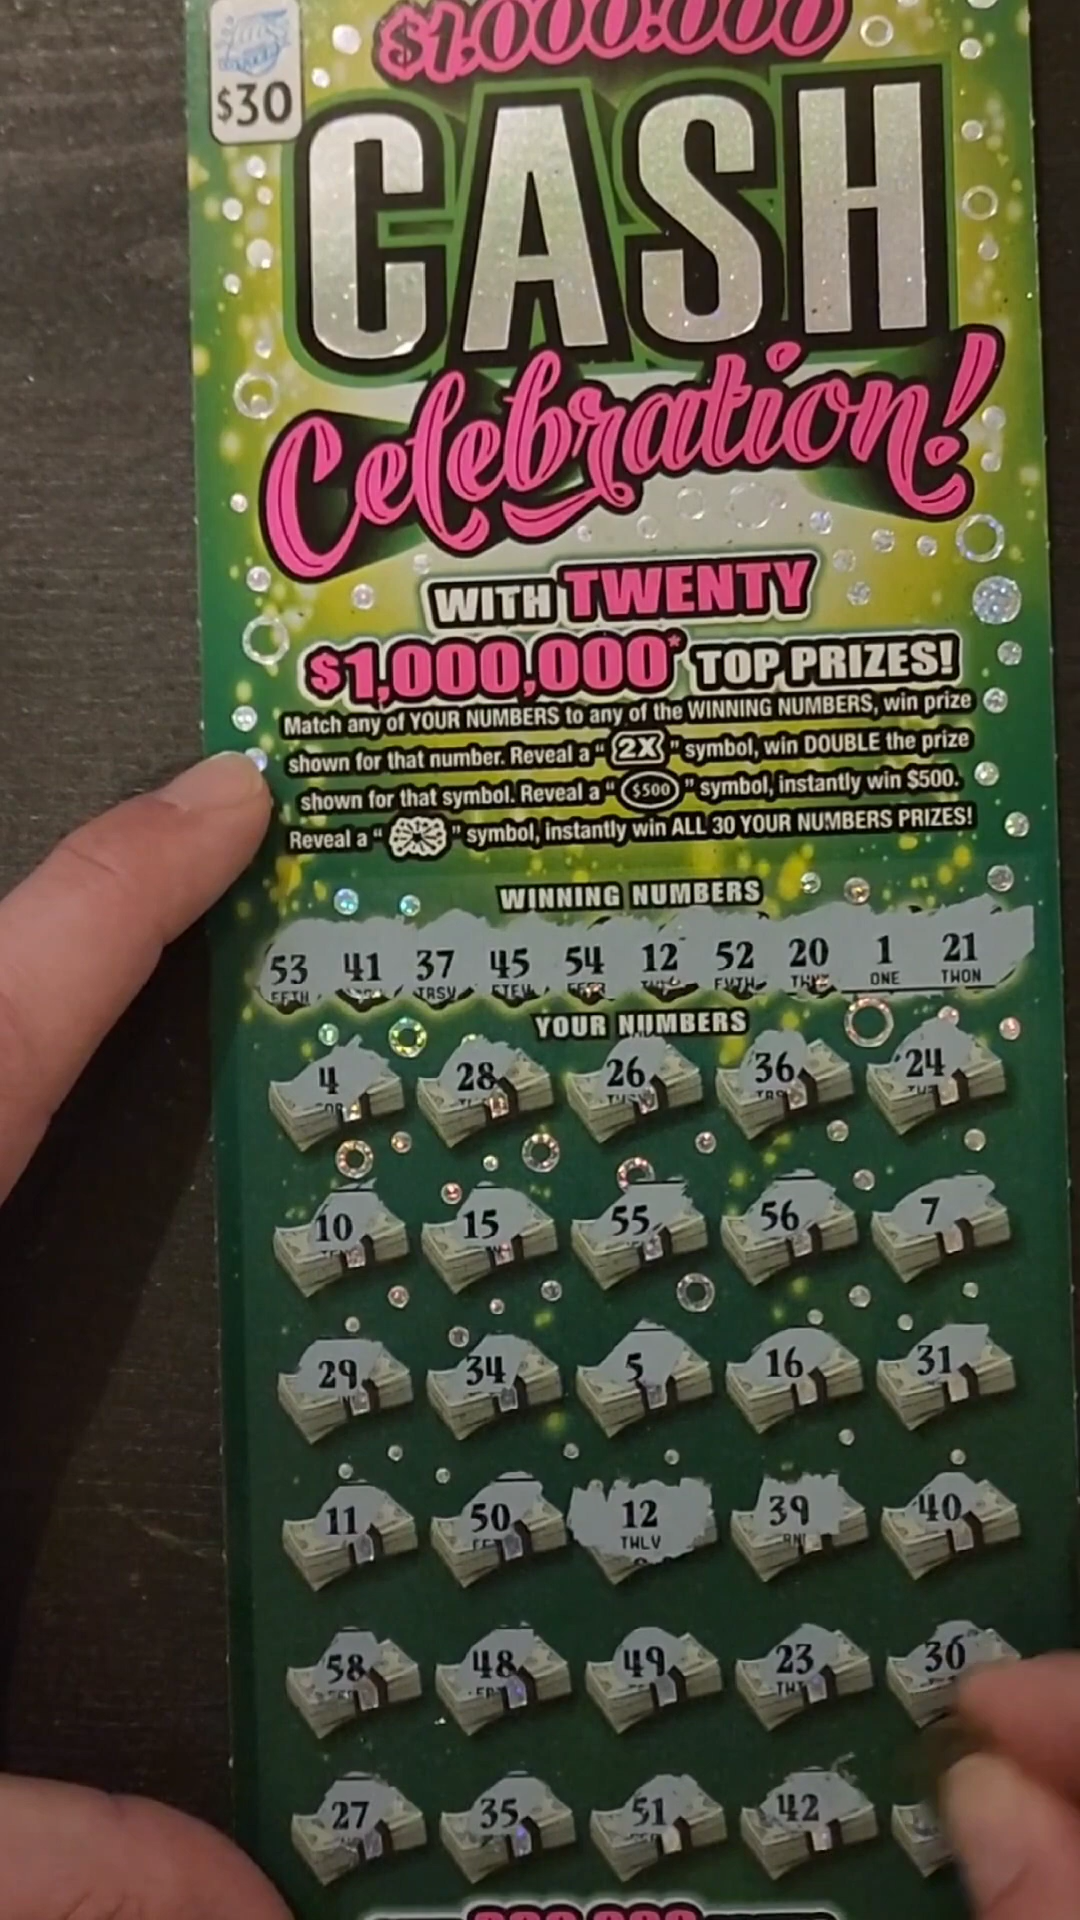 $1,000,000
$30
CASH
Celebration!
WITH TWENTY
$1,000,000* TOP PRIZES!
Match any of YOUR NUMBERS to any of the WINNING NUMBERS, win prize
shown for that number. Reveal a "2X" symbol, win DOUBLE the prize
shown for that symbol. Reveal a "$500" symbol, instantly win $500.
Reveal a " " symbol, instantly win ALL 30 YOUR NUMBERS PRIZES!
WINNING NUMBERS
53 41 37 45 54 12 52 20 1 21
ONE TWON
YOUR NUMBERS
4 28 26 36 24
10 15 55 56 7
29 34 5 16 31
11 50 12 39 40
TWLV
58 48 49 23 30
27 35 51 42